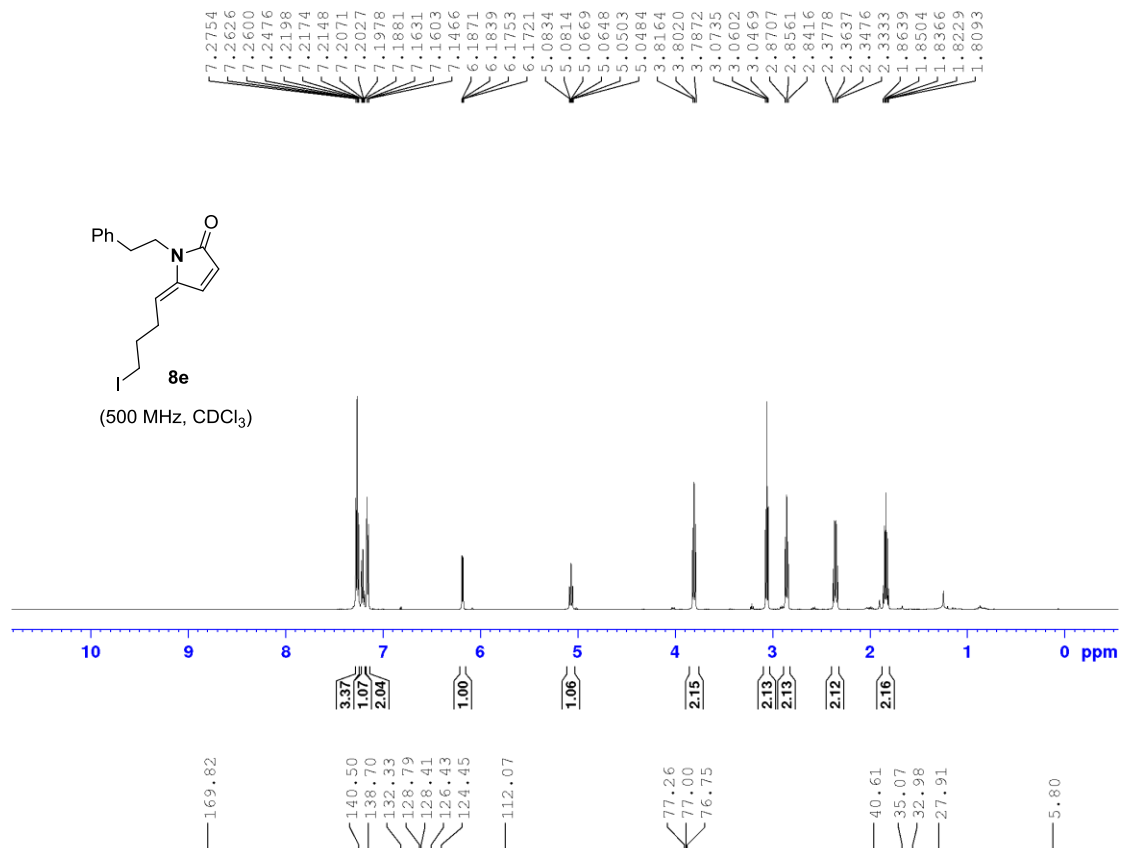 7.2754 7.2626 7.2600 7.2476 7.2198 7.2174 7.2148 7.2071 7.2027 7.1978 7.1881 7.1631 7.1603 7.1466 6.1871 6.1839 6.1753 6.1721 5.0834 5.0814 5.0669 5.0648 5.0503 5.0484 3.8164 3.8020 3.7872 3.0735 3.0602 3.0469 2.8707 2.8561 2.8416 2.3778 2.3637 2.3476 2.3333 1.8639 1.8504 1.8366 1.8229 1.8093
O
Ph
N
I
8e
(500 MHz, CDCl3)
10 9 8 7 6 5 4 3 2 1 0 ppm
3.37 1.07 2.04 1.00 1.06 2.15 2.13 2.13 2.12 2.16
169.82 140.50 138.70 132.33 128.79 128.41 126.43 124.45 112.07 77.26 77.00 76.75 40.61 35.07 32.98 27.91 5.80